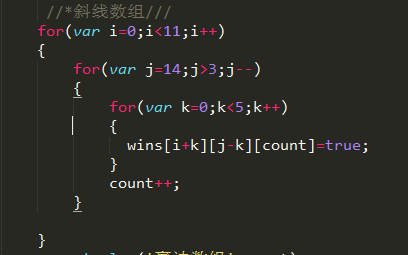 //*斜线数组///
for(var i=0;i<11;i++)
{
for(var j=14;j>3;j--)
{
for(var k=0;k<5;k++)
{
wins[i+k][j-k][count]=true;
}
count++;
}
}